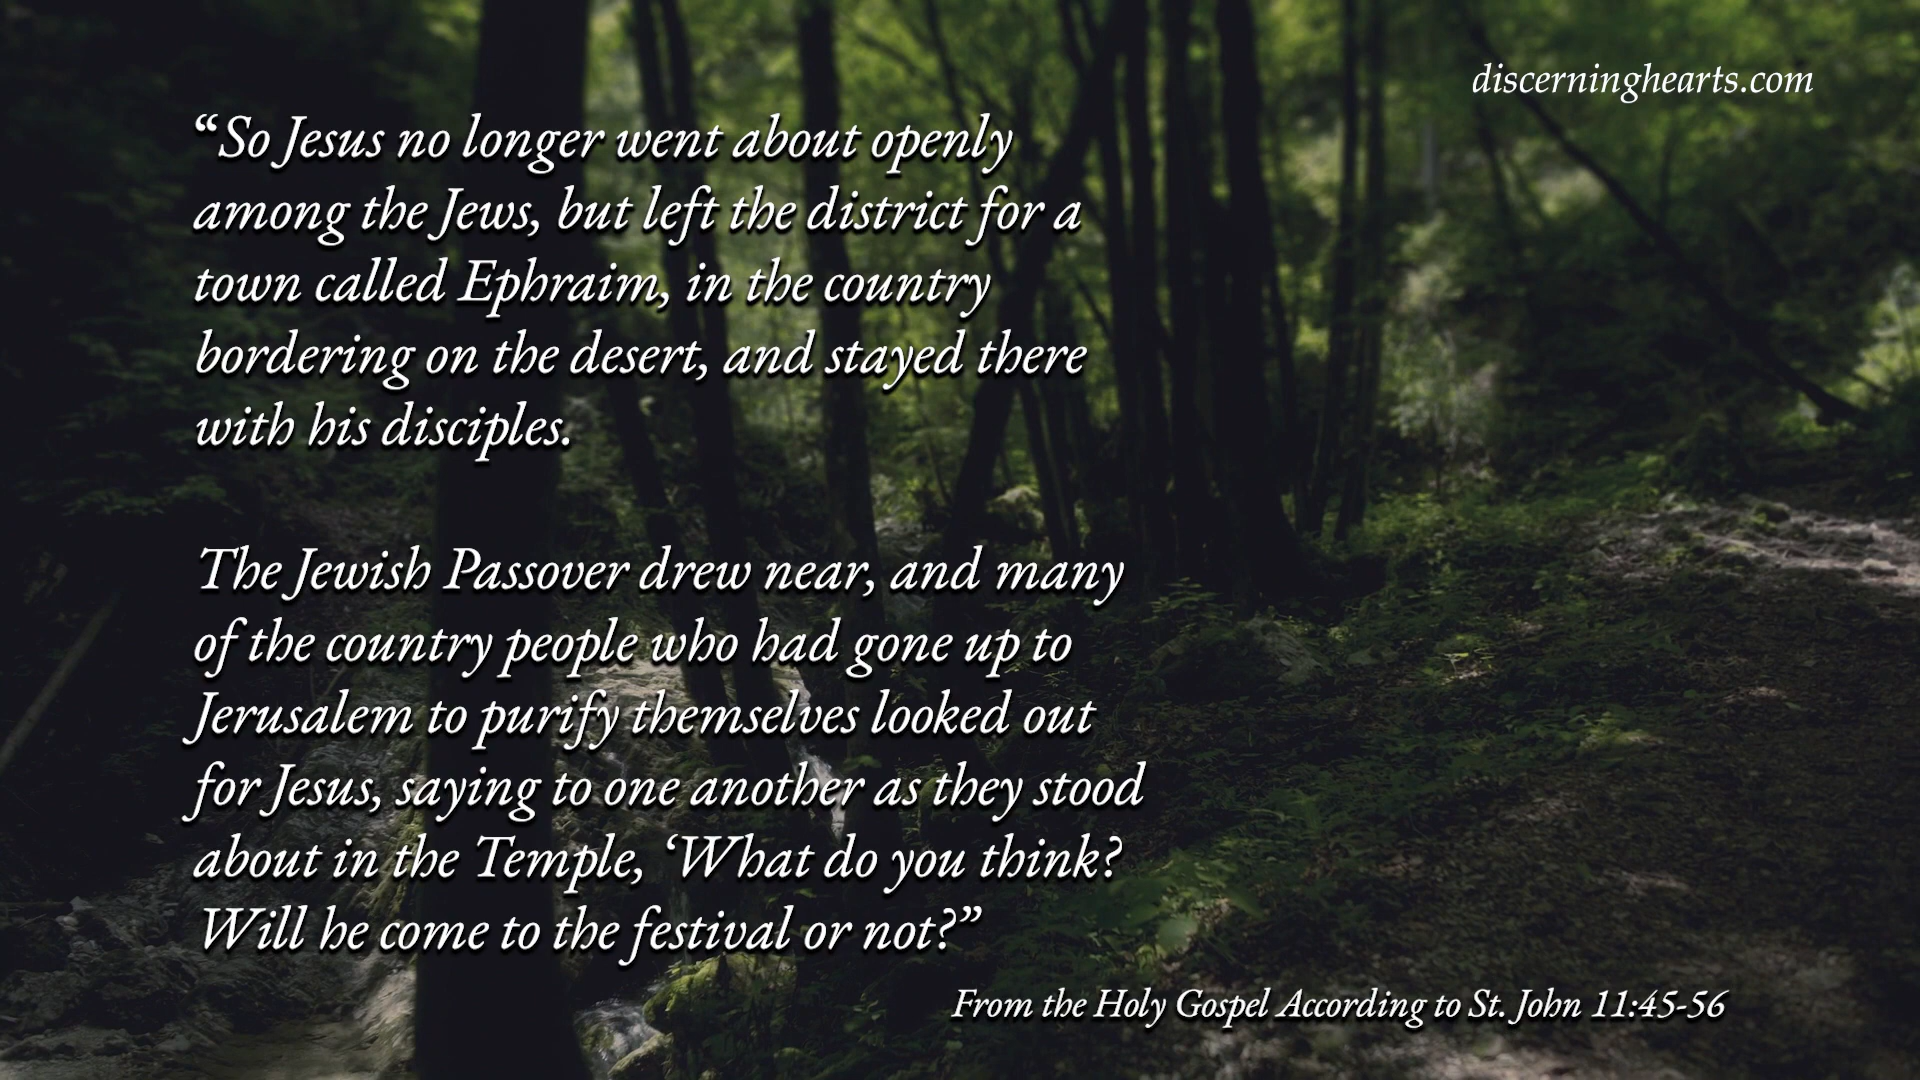 discerninghearts.com
“So Jesus no longer went about openly
among the Jews, but left the district for a
town called Ephraim, in the country
bordering on the desert, and stayed there
with his disciples.
The Jewish Passover drew near, and many
of the country people who had gone up to
Jerusalem to purify themselves looked out
for Jesus, saying to one another as they stood
about in the Temple, ‘What do you think?
Will he come to the festival or not?”
From the Holy Gospel According to St. John 11:45-56